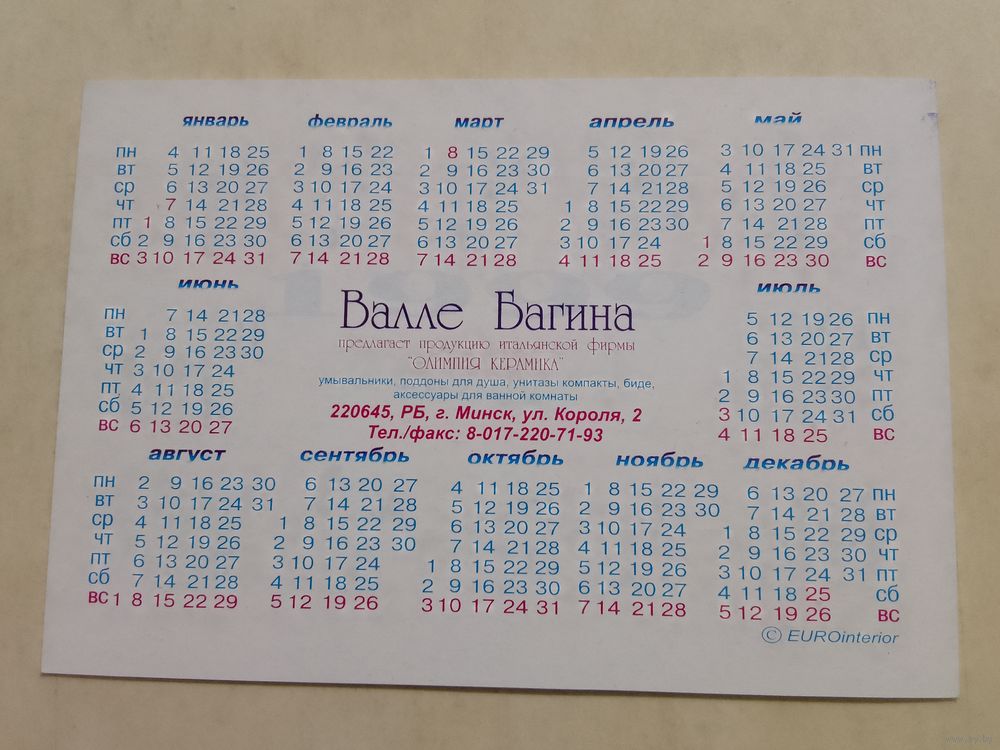 январь февраль март апрель май
пн 4 11 18 25 1 8 15 22 1 8 15 22 29 5 12 19 26 3 10 17 24 31 пн
вт 5 12 19 26 2 9 16 23 2 9 16 23 30 6 13 20 27 4 11 18 25 вт
ср 6 13 20 27 3 10 17 24 3 10 17 24 31 7 14 21 28 5 12 19 26 ср
чт 7 14 21 28 4 11 18 25 4 11 18 25 1 8 15 22 29 6 13 20 27 чт
пт 1 8 15 22 29 5 12 19 26 5 12 19 26 2 9 16 23 30 7 14 21 28 пт
сб 2 9 16 23 30 6 13 20 27 6 13 20 27 3 10 17 24 1 8 15 22 29 сб
вс 3 10 17 24 31 7 14 21 28 7 14 21 28 4 11 18 25 2 9 16 23 30 вс
июнь
пн 7 14 21 28
вт 1 8 15 22 29
ср 2 9 16 23 30
чт 3 10 17 24
пт 4 11 18 25
сб 5 12 19 26
вс 6 13 20 27
Валле Багина
предлагает продукцию итальянской фирмы
"ОЛИМПИЯ КЕРАМИКА"
умывальники, поддоны для душа, унитазы компакты, биде,
аксессуары для ванной комнаты
220645, РБ, г. Минск, ул. Короля, 2
Тел./факс: 8-017-220-71-93
июль
5 12 19 26 пн
6 13 20 27 вт
7 14 21 28 ср
1 8 15 22 29 чт
2 9 16 23 30 пт
3 10 17 24 31 сб
4 11 18 25 вс
август сентябрь октябрь ноябрь декабрь
пн 2 9 16 23 30 6 13 20 27 4 11 18 25 1 8 15 22 29 6 13 20 27 пн
вт 3 10 17 24 31 7 14 21 28 5 12 19 26 2 9 16 23 30 7 14 21 28 вт
ср 4 11 18 25 1 8 15 22 29 6 13 20 27 3 10 17 24 1 8 15 22 29 ср
чт 5 12 19 26 2 9 16 23 30 7 14 21 28 4 11 18 25 2 9 16 23 30 чт
пт 6 13 20 27 3 10 17 24 1 8 15 22 29 5 12 19 26 3 10 17 24 31 пт
сб 7 14 21 28 4 11 18 25 2 9 16 23 30 6 13 20 27 4 11 18 25 сб
вс 1 8 15 22 29 5 12 19 26 3 10 17 24 31 7 14 21 28 5 12 19 26 вс
© EUROinterior